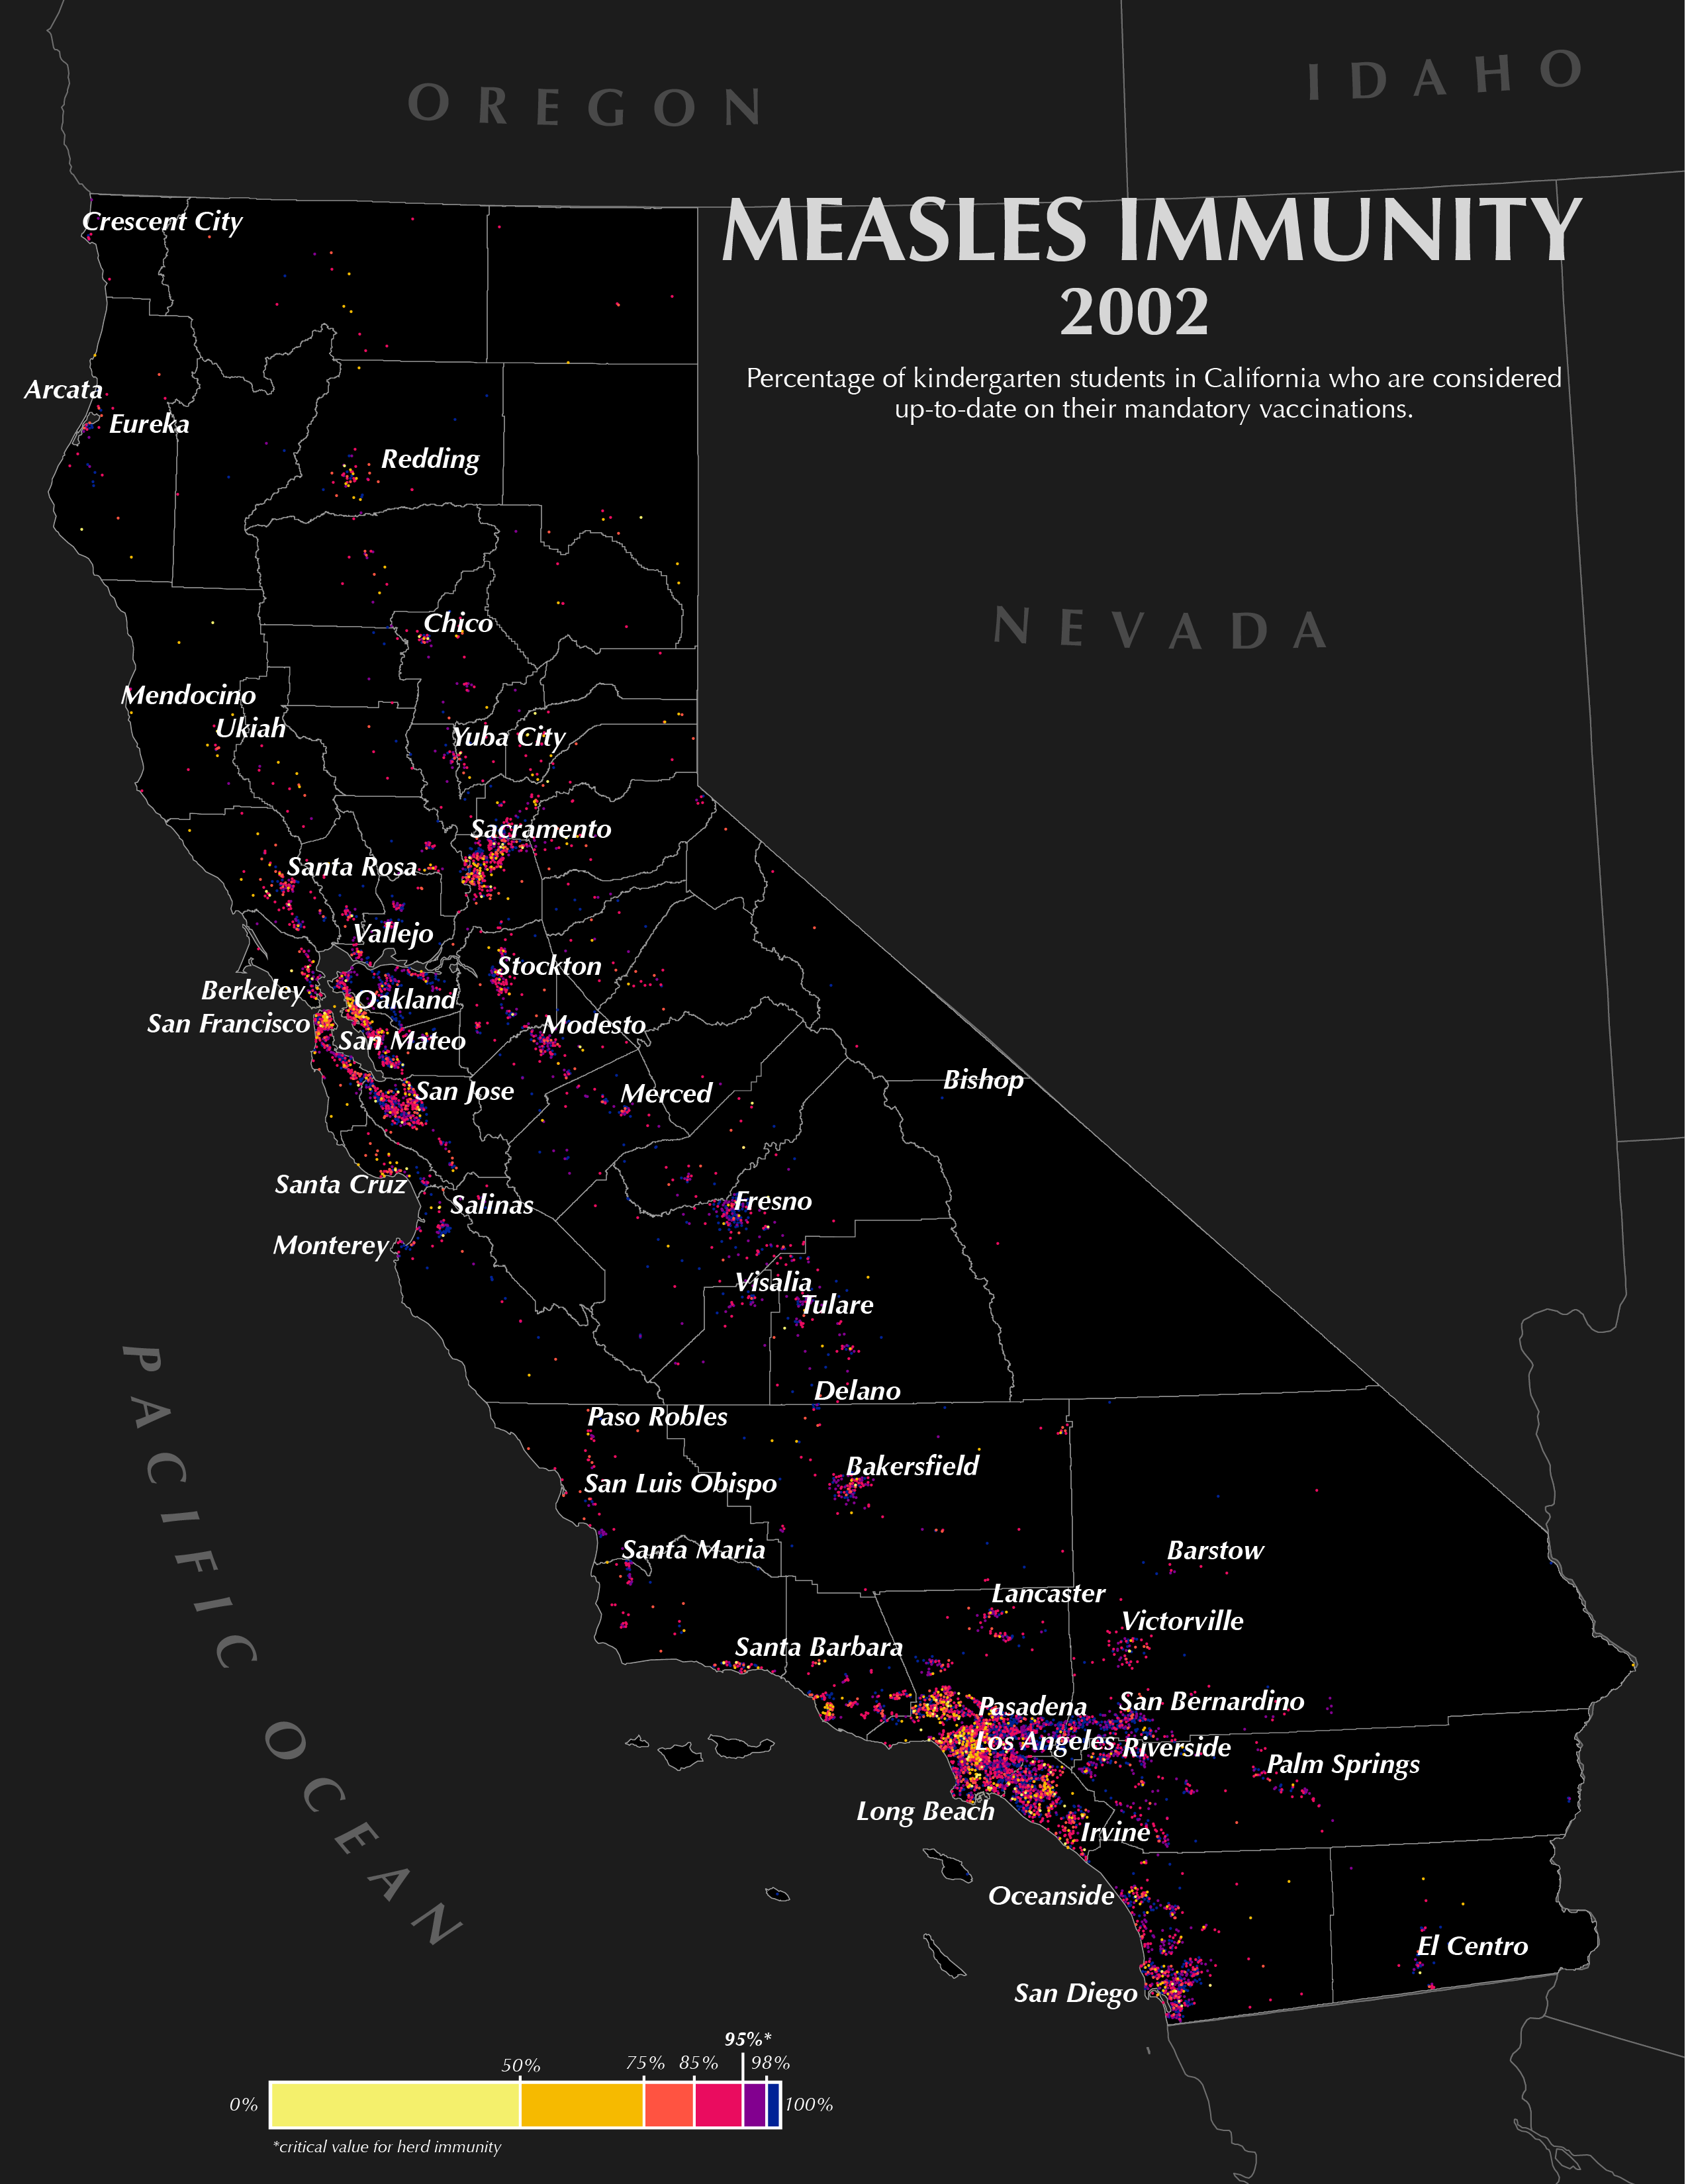 OREGON
IDAHO
MEASLES IMMUNITY
2002
Percentage of kindergarten students in California who are considered
up-to-date on their mandatory vaccinations.
Crescent City
Arcata
Eureka
Redding
NEVADA
Chico
Mendocino
Ukiah
Yuba City
Sacramento
Santa Rosa
Vallejo
Stockton
Berkeley
Oakland
San Francisco
Modesto
San Mateo
Bishop
San Jose
Merced
Santa Cruz
Salinas
Fresno
Monterey
Visalia
Tulare
PACIFIC OCEAN
Delano
Paso Robles
Bakersfield
San Luis Obispo
Santa Maria
Barstow
Lancaster
Victorville
Santa Barbara
Pasadena
San Bernardino
Los Angeles
Riverside
Palm Springs
Long Beach
Irvine
Oceanside
El Centro
San Diego
95%*
50%
75%
85%
98%
0%
100%
*critical value for herd immunity